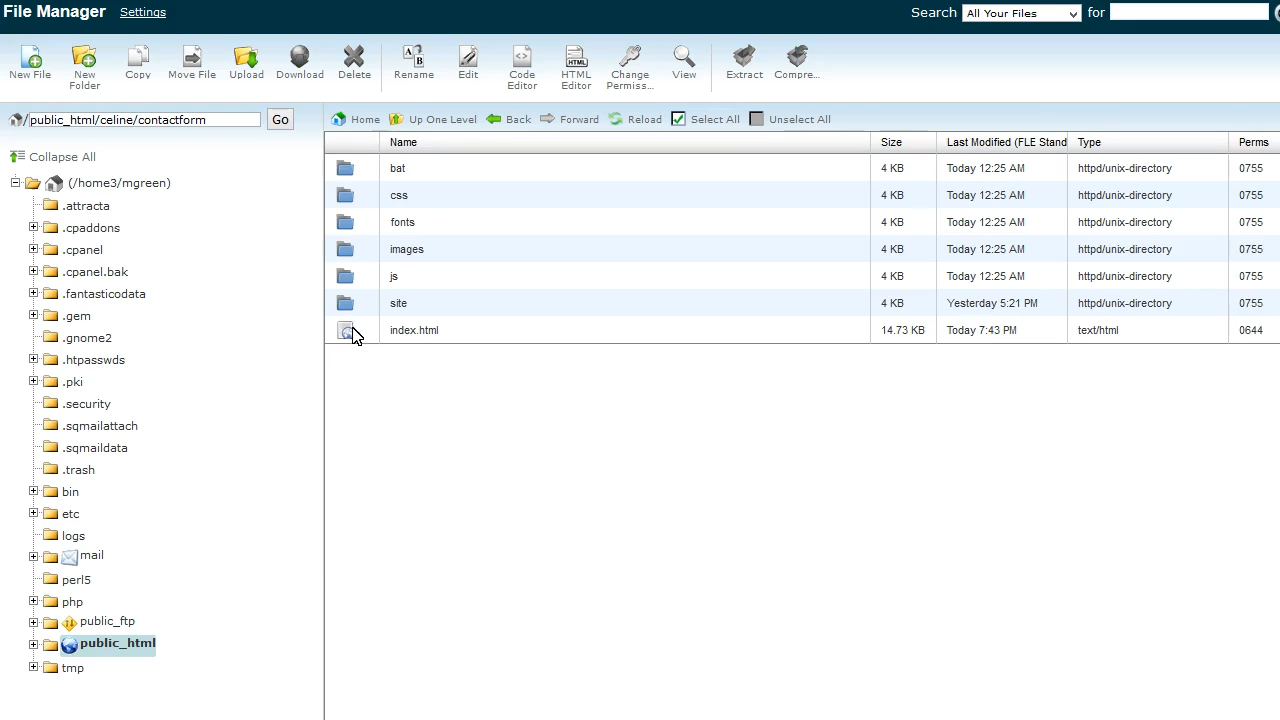 File Manager Settings Search All Your Files for
New File New Folder Copy Move File Upload Download Delete Rename Edit Code Editor HTML Editor Change Permiss... View Extract Compre...
/ public_html/celine/contactform Go Home Up One Level Back Forward Reload Select All Unselect All
Collapse All
(/home3/mgreen)
.attracta
.cpaddons
.cpanel
.cpanel.bak
.fantasticodata
.gem
.gnome2
.htpasswds
.pki
.security
.sqmailattach
.sqmaildata
.trash
bin
etc
logs
mail
perl5
php
public_ftp
public_html
tmp
Name Size Last Modified (FLE Stand Type Perms
bat 4 KB Today 12:25 AM httpd/unix-directory 0755
css 4 KB Today 12:25 AM httpd/unix-directory 0755
fonts 4 KB Today 12:25 AM httpd/unix-directory 0755
images 4 KB Today 12:25 AM httpd/unix-directory 0755
js 4 KB Today 12:25 AM httpd/unix-directory 0755
site 4 KB Yesterday 5:21 PM httpd/unix-directory 0755
index.html 14.73 KB Today 7:43 PM text/html 0644